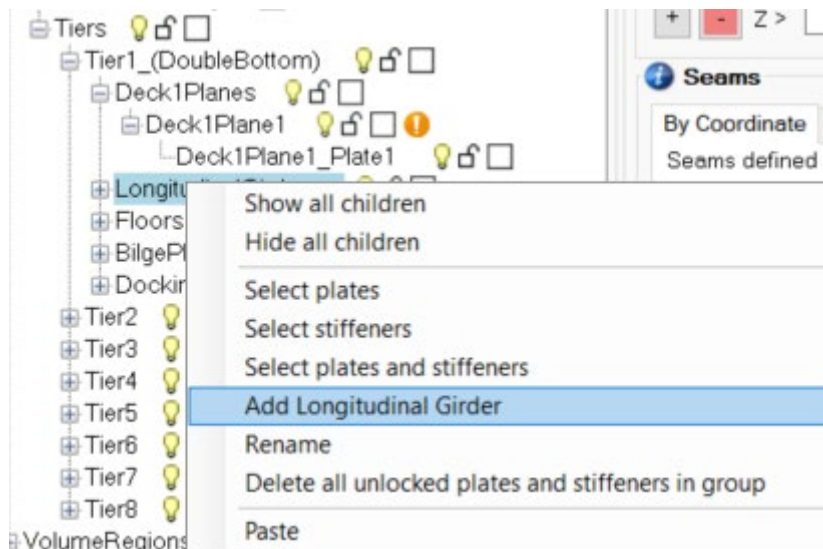 Tiers
Tier1_(DoubleBottom)
Deck1Planes
Deck1Plane1
Deck1Plane1_Plate1
Floors
Tier2
Tier3
Tier4
Tier5
Tier6
Tier7
Tier8
VolumeRegions
Show all children
Hide all children
Select plates
Select stiffeners
Select plates and stiffeners
Add Longitudinal Girder
Rename
Delete all unlocked plates and stiffeners in group
Paste
+ - Z >
Seams
By Coordinate
Seams defined